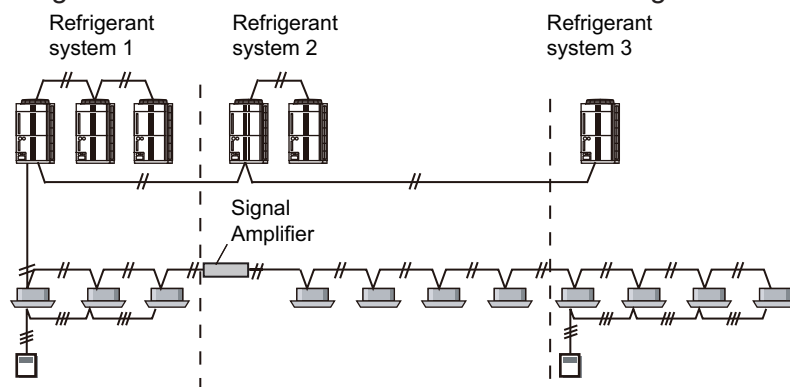 Refrigerant
system 1
Refrigerant
system 2
Refrigerant
system 3
Signal
Amplifier